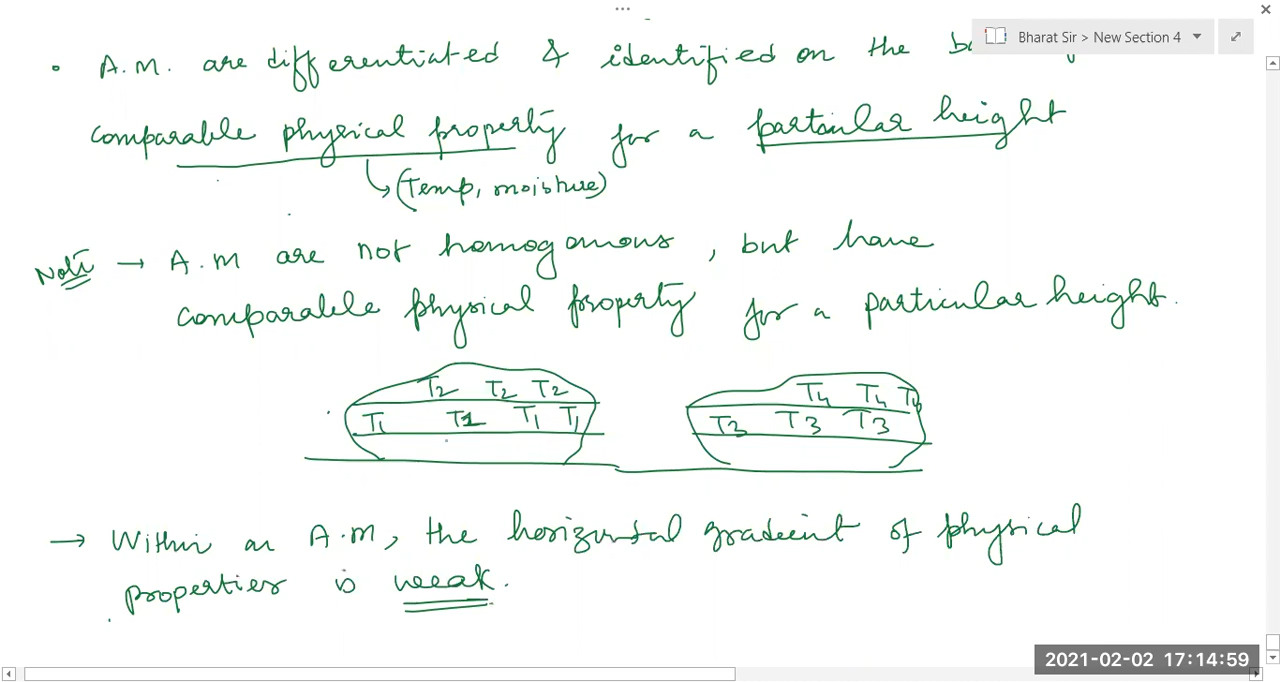 ...
Bharat Sir > New Section 4
• A.M. are differentiated & identified on the
comparable physical property for a particular height
(Temp, moisture)
Note → A.M are not homogonous, but have
comparable physical property for a particular height.
T2 T2 T2 T4 T4 T4
T1 T1 T1 T1 T3 T3 T3
→ Within an A.M, the horizontal gradient of physical
properties is weak.
2021-02-02 17:14:59